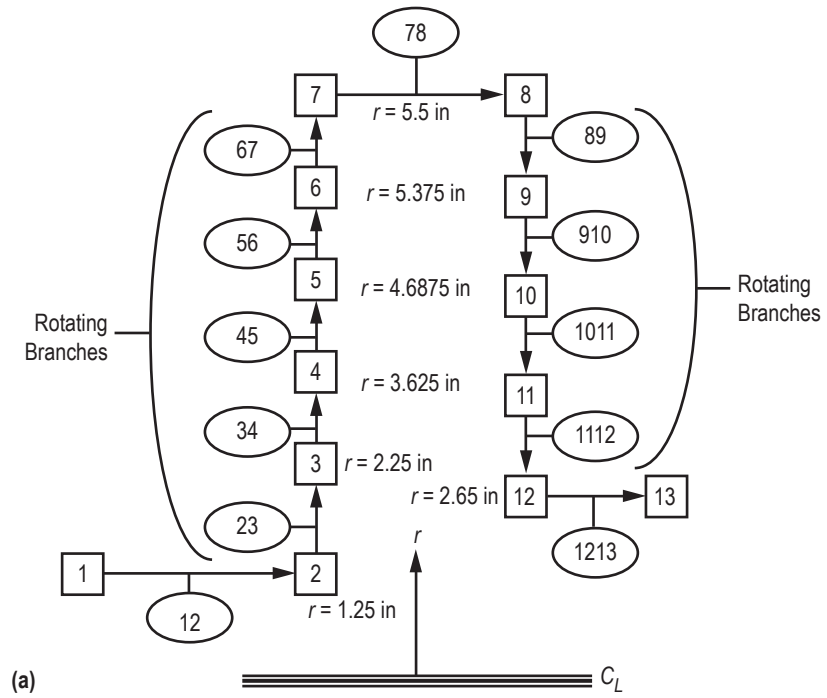 78
7
8
r = 5.5 in
67
89
6
r = 5.375 in
9
56
910
5
r = 4.6875 in
10
Rotating
Branches
45
1011
Rotating
Branches
4
r = 3.625 in
11
34
1112
3
r = 2.25 in
r = 2.65 in
12
13
23
r
1213
1
2
12
r = 1.25 in
(a)
CL